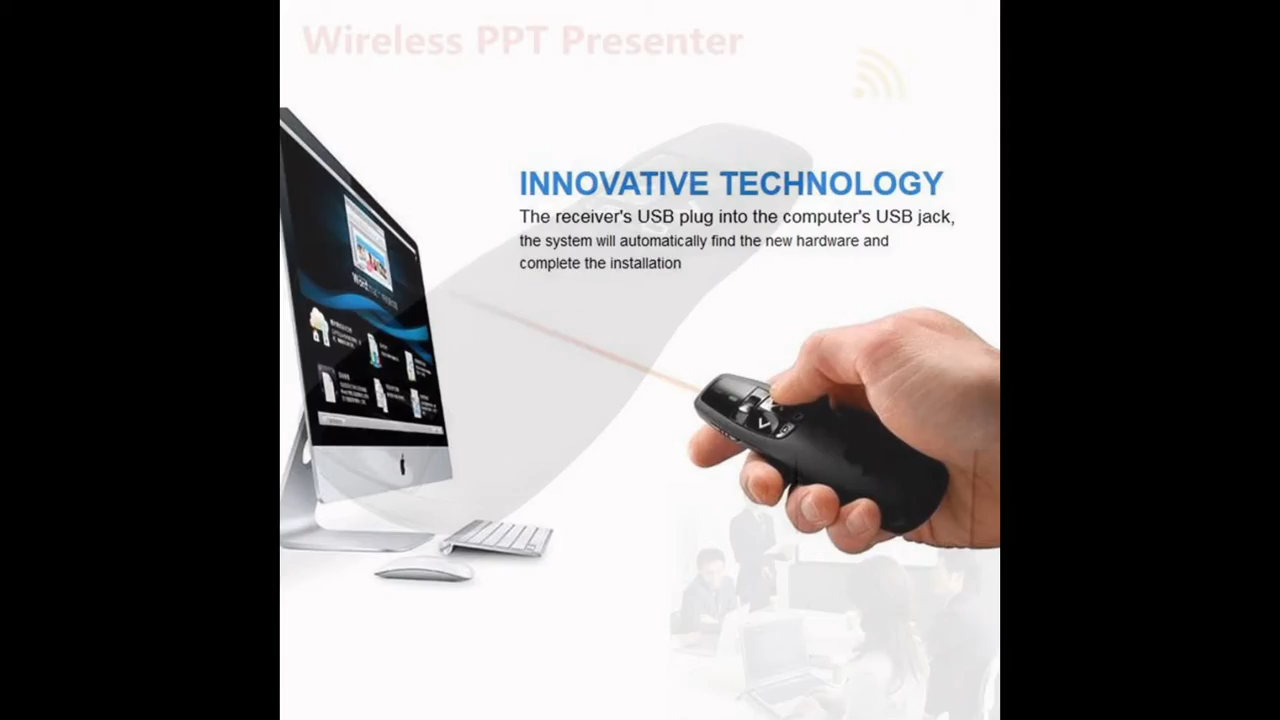 Wireless PPT Presenter
INNOVATIVE TECHNOLOGY
The receiver's USB plug into the computer's USB jack,
the system will automatically find the new hardware and
complete the installation